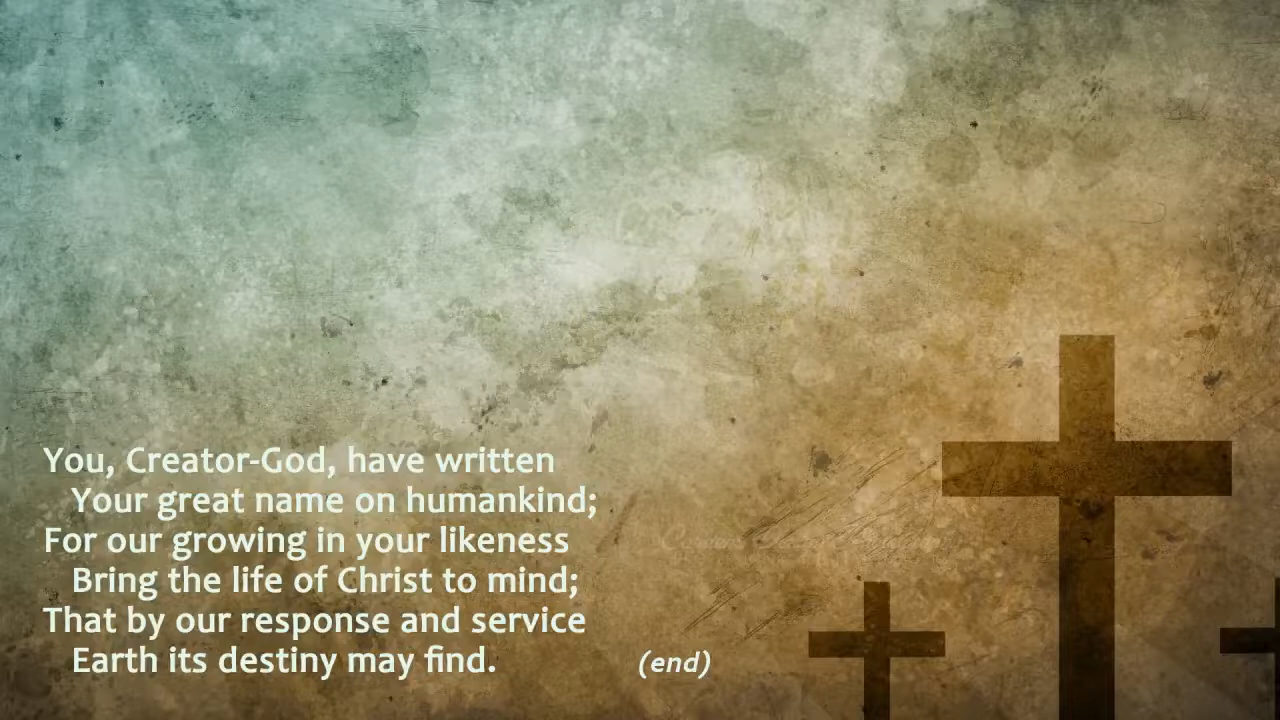 You, Creator-God, have written
Your great name on humankind;
For our growing in your likeness
Bring the life of Christ to mind;
That by our response and service
Earth its destiny may find.
(end)